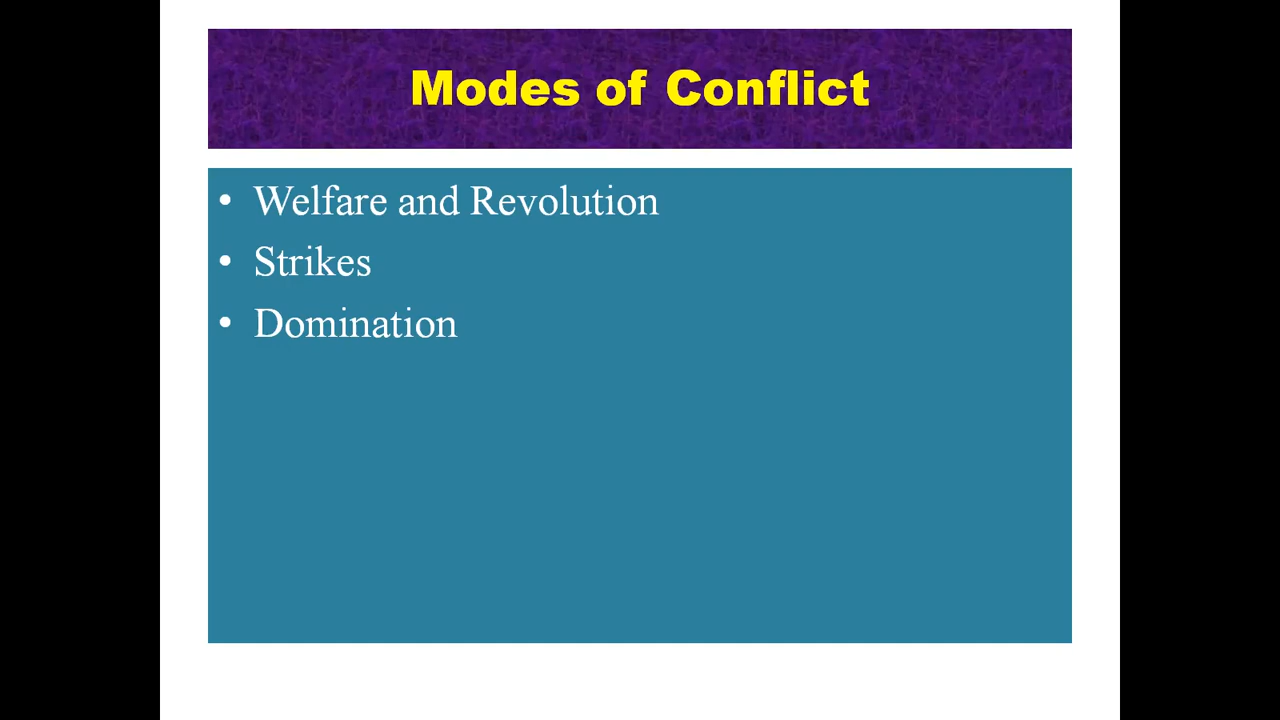 Modes of Conflict
• Welfare and Revolution
• Strikes
• Domination